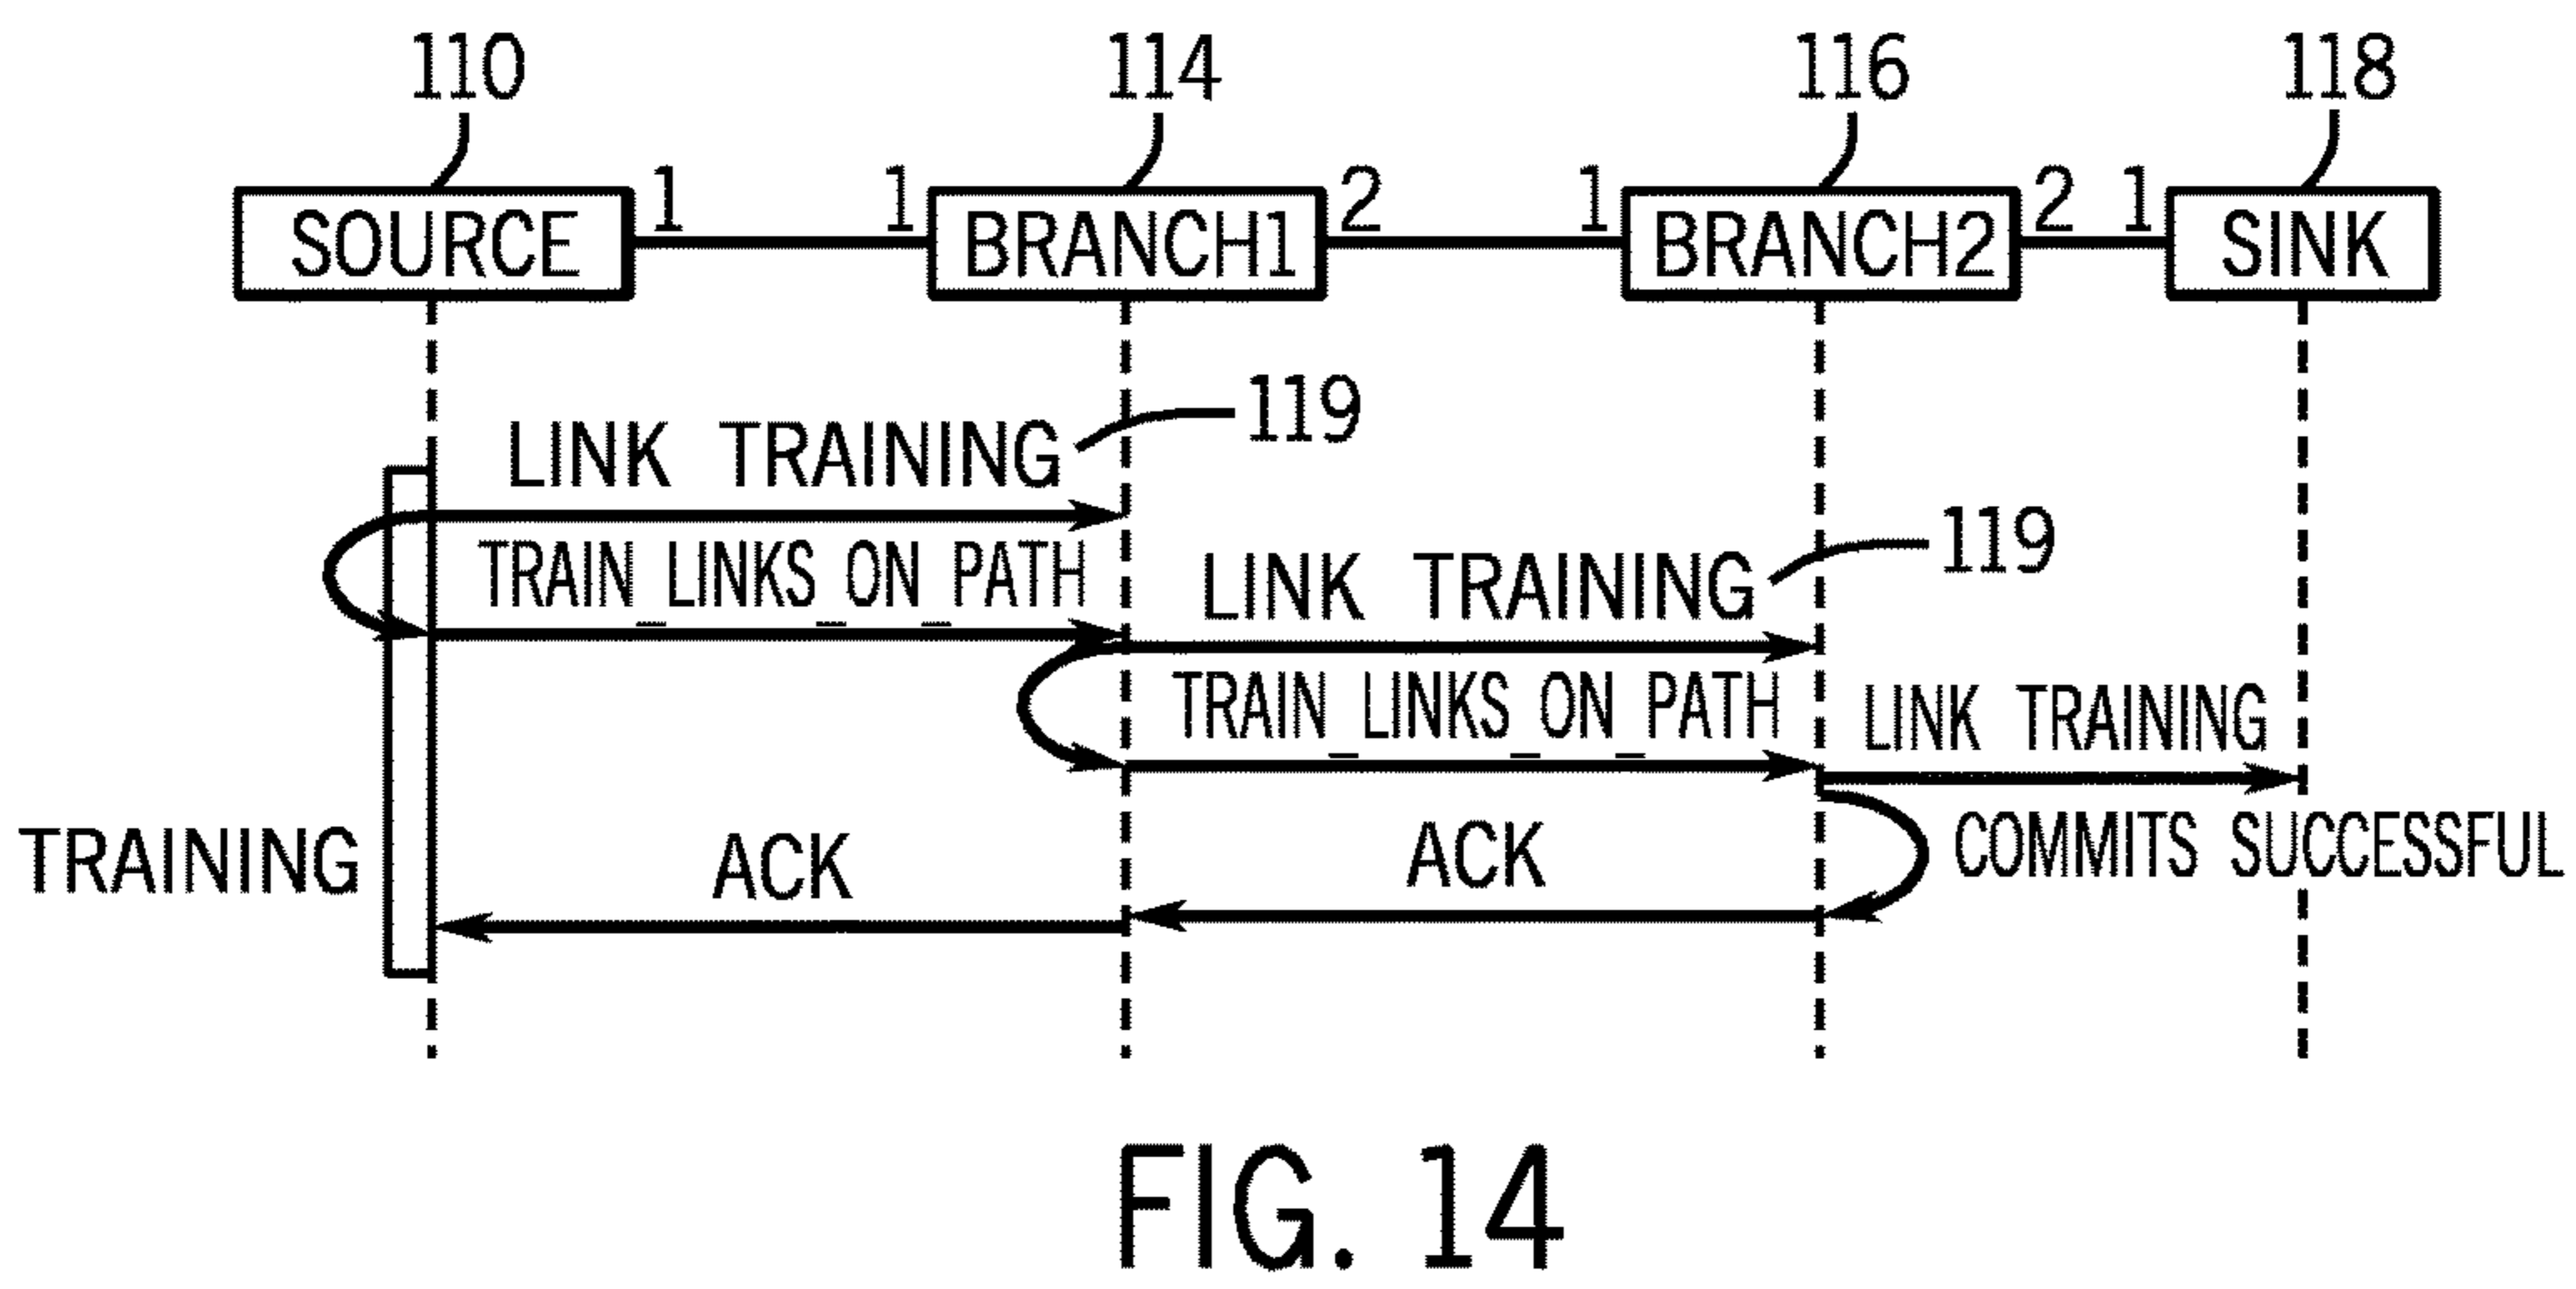 110 114 116 118
1 1 2 1 2 1
SOURCE BRANCH1 BRANCH2 SINK
119
LINK TRAINING
119
TRAIN_LINKS_ON_PATH LINK TRAINING
TRAIN_LINKS_ON_PATH LINK TRAINING
TRAINING ACK ACK COMMITS SUCCESSFUL
FIG. 14